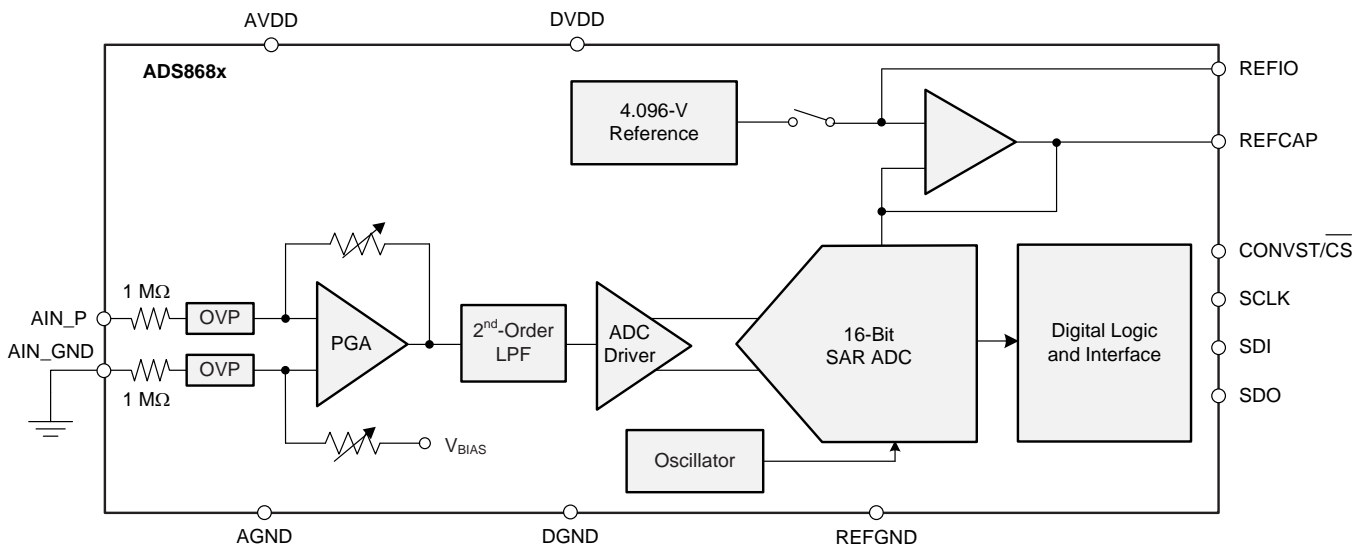 AVDD
DVDD
ADS868x
REFIO
4.096-V
Reference
REFCAP
CONVST/CS
1 MΩ
OVP
AIN_P
SCLK
2nd-Order
LPF
ADC
Driver
16-Bit
SAR ADC
Digital Logic
and Interface
PGA
AIN_GND
OVP
SDI
1 MΩ
SDO
VBIAS
Oscillator
AGND
DGND
REFGND